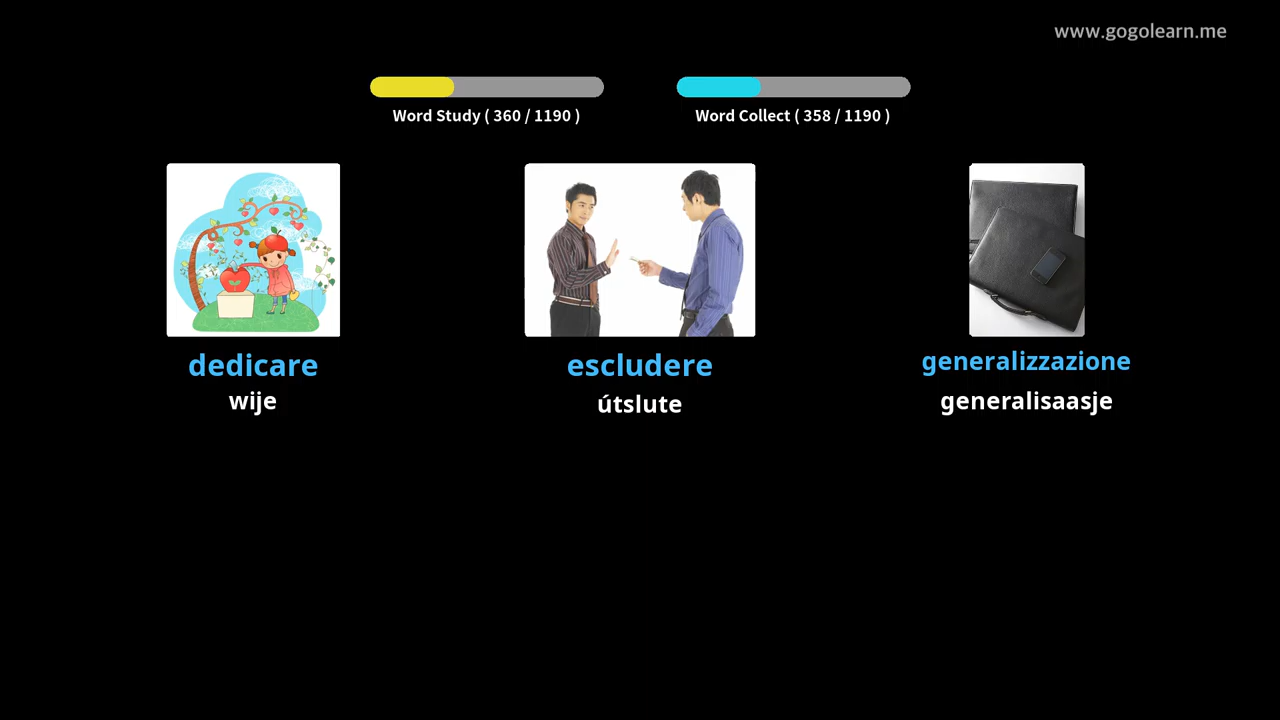 www.gogolearn.me
Word Study ( 360 / 1190 )
Word Collect ( 358 / 1190 )
dedicare
wije
escludere
útslute
generalizzazione
generalisaasje